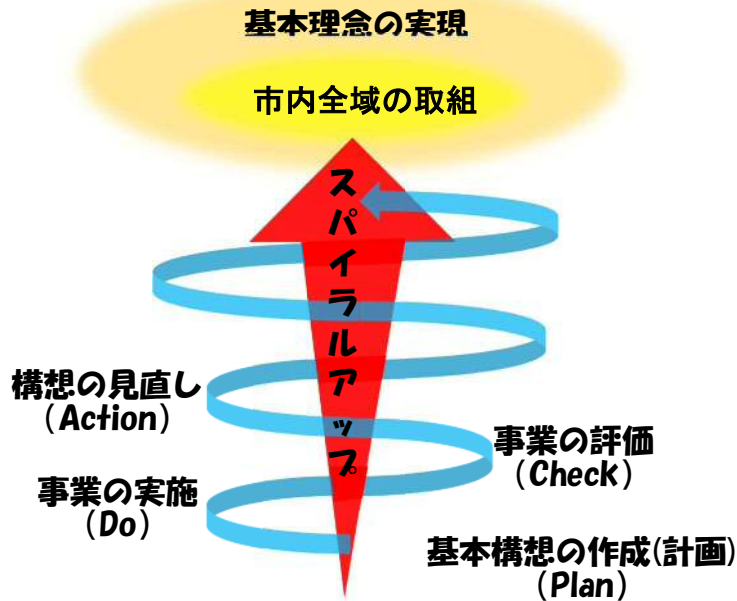 基本理念の実現
市内全域の取組
スパイラルアップ
構想の見直し
(Action)
事業の評価
(Check)
事業の実施
(Do)
基本構想の作成(計画)
(Plan)